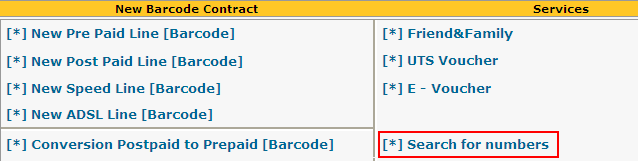 New Barcode Contract
Services
[*] New Pre Paid Line [Barcode]
[*] New Post Paid Line [Barcode]
[*] New Speed Line [Barcode]
[*] New ADSL Line [Barcode]
[*] Conversion Postpaid to Prepaid [Barcode]
[*] Friend&Family
[*] UTS Voucher
[*] E - Voucher
[*] Search for numbers